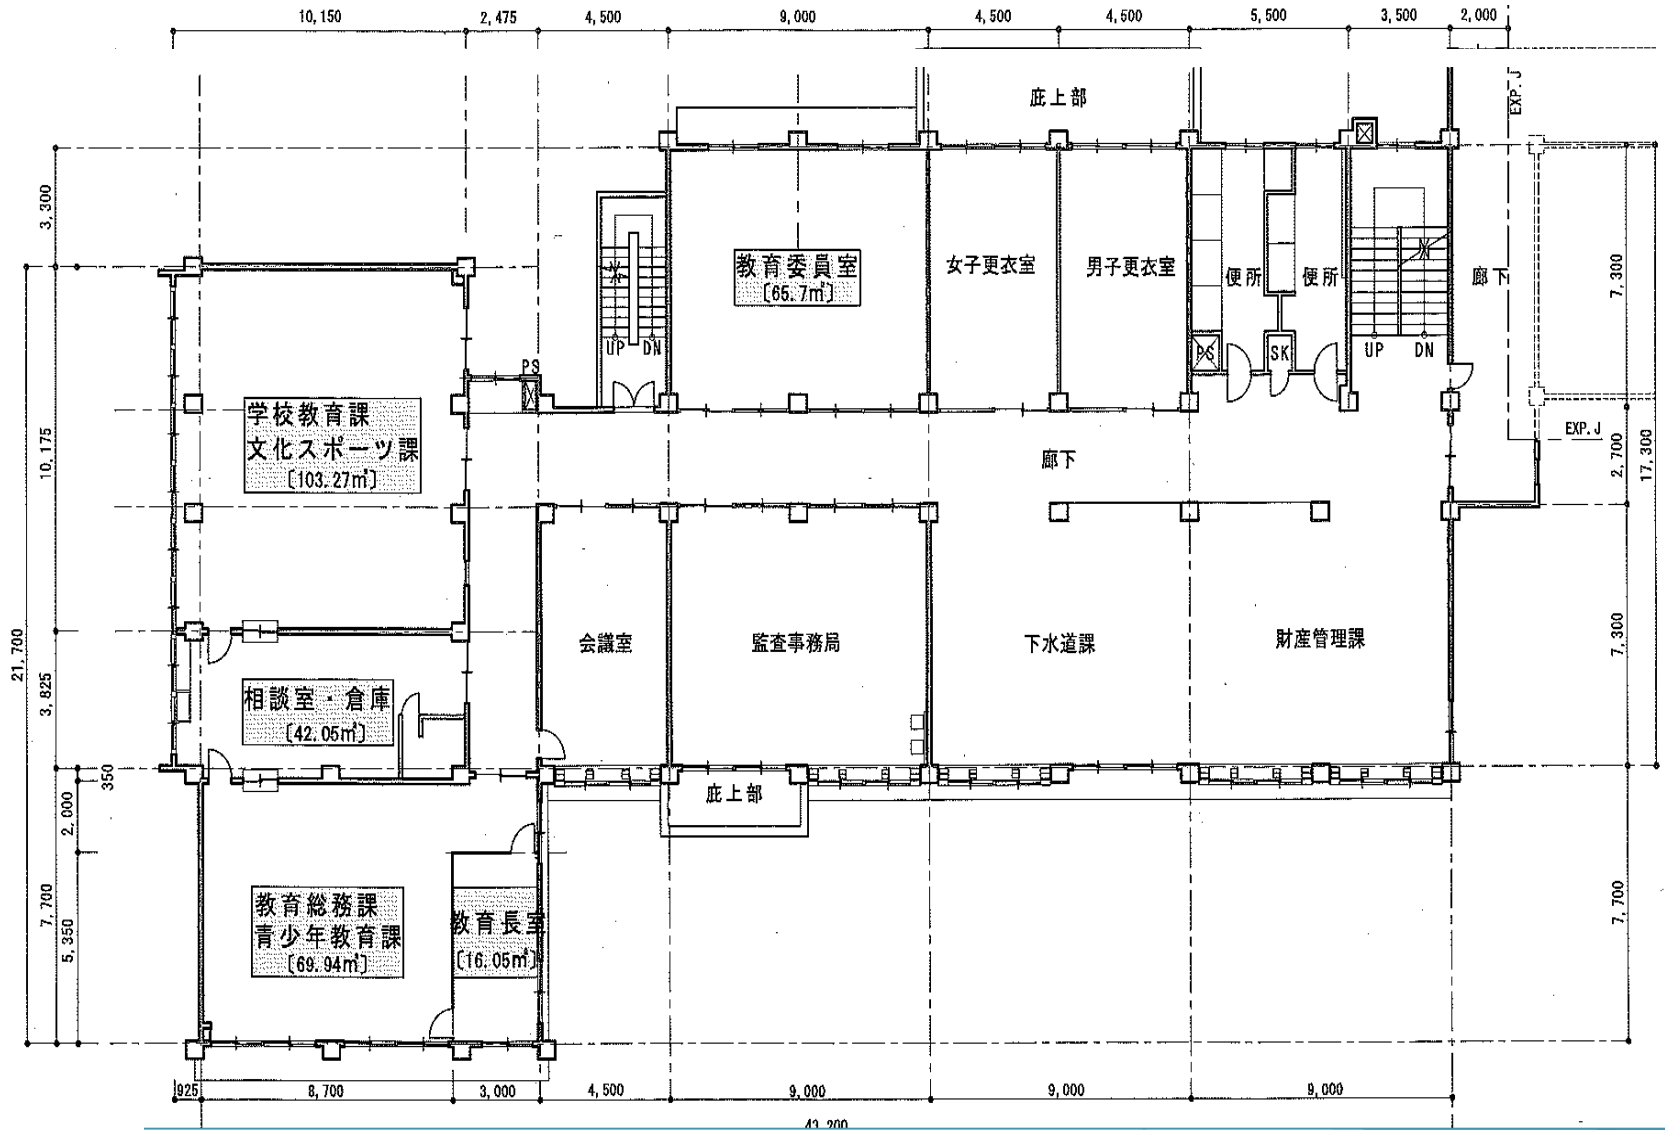 10,150
2,475
4,500
9,000
4,500
4,500
5,500
3,500
2,000
庇上部
EXP.J
3,300
教育委員室
〔65.7㎡〕
女子更衣室
男子更衣室
便所
便所
廊下
7,300
UP
DN
PS
SK
UP
DN
PS
学校教育課
文化スポーツ課
〔103.27㎡〕
10,175
廊下
EXP.J
2,700
17,300
21,700
3,825
相談室・倉庫
〔42.05㎡〕
会議室
監査事務局
下水道課
財産管理課
7,300
350
2,000
庇上部
7,700
5,350
教育総務課
青少年教育課
〔69.94㎡〕
教育長室
〔16.05㎡〕
7,700
925
8,700
3,000
4,500
9,000
9,000
9,000
43,200